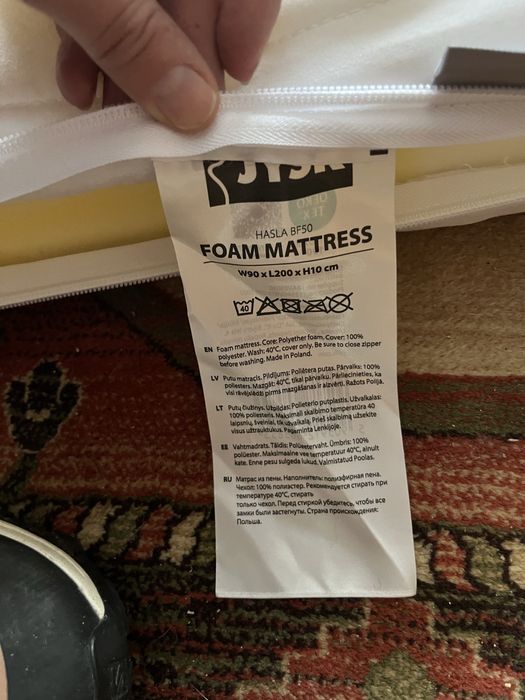 JYSK
OEKO
TEX
HASLA BF50
FOAM MATTRESS
W90 x L200 x H10 cm
40
EN Foam mattress. Core: Polyether foam. Cover: 100%
polyester. Wash: 40°C, cover only. Be sure to close zipper
before washing. Made in Poland.
LV Putu matracis. Pildījums: Poliētera putas. Pārvalks: 100%
poliesters. Mazgāt: 40°C, tikai pārvalku. Pārliecinieties, ka
visi rāvējslēdži pirms mazgāšanas ir aizvērti. Ražots Polijā.
LT Putų čiužinys. Užpildas: Polieterio putplastis. Užvalkalas:
100% poliesteris. Maksimali skalbimo temperatūra 40
laipsnių, švelniai, tik užvalkalą. Prieš skalbimą užsekite
visus užtrauktukus. Pagaminta Lenkijoje.
EE Vahtmadrats. Täidis: Polüeetervaht. Ümbris: 100%
polüester. Maksimaalne vee temperatuur 40°C, ainult
kate. Enne pesu sulgeda lukud. Valmistatud Poolas.
RU Матрас из пены. Наполнитель: полиэфирная пена.
Чехол: 100% полиэстер. Рекомендуется стирать при
температуре 40°C, стирать
только чехол. Перед стиркой убедитесь, чтобы все
замки были застегнуты. Страна происхождения:
Польша.